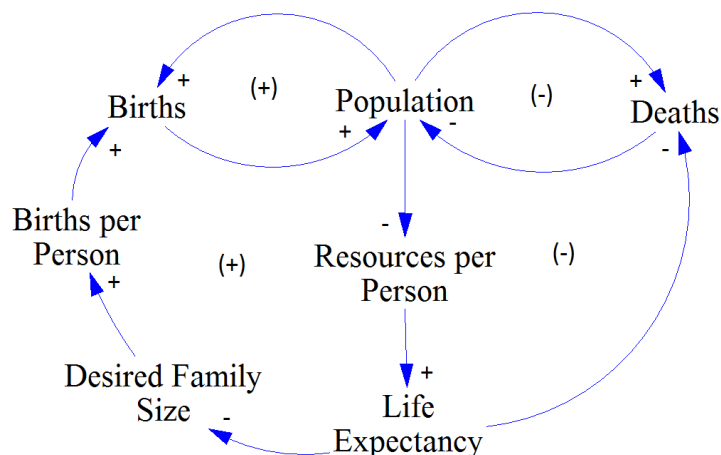 (+)
(-)
+
+
Births
Population
Deaths
+
-
-
+
Births per
Person
-
(+)
(-)
Resources per
Person
+
Desired Family
Size
+
-
Life
Expectancy